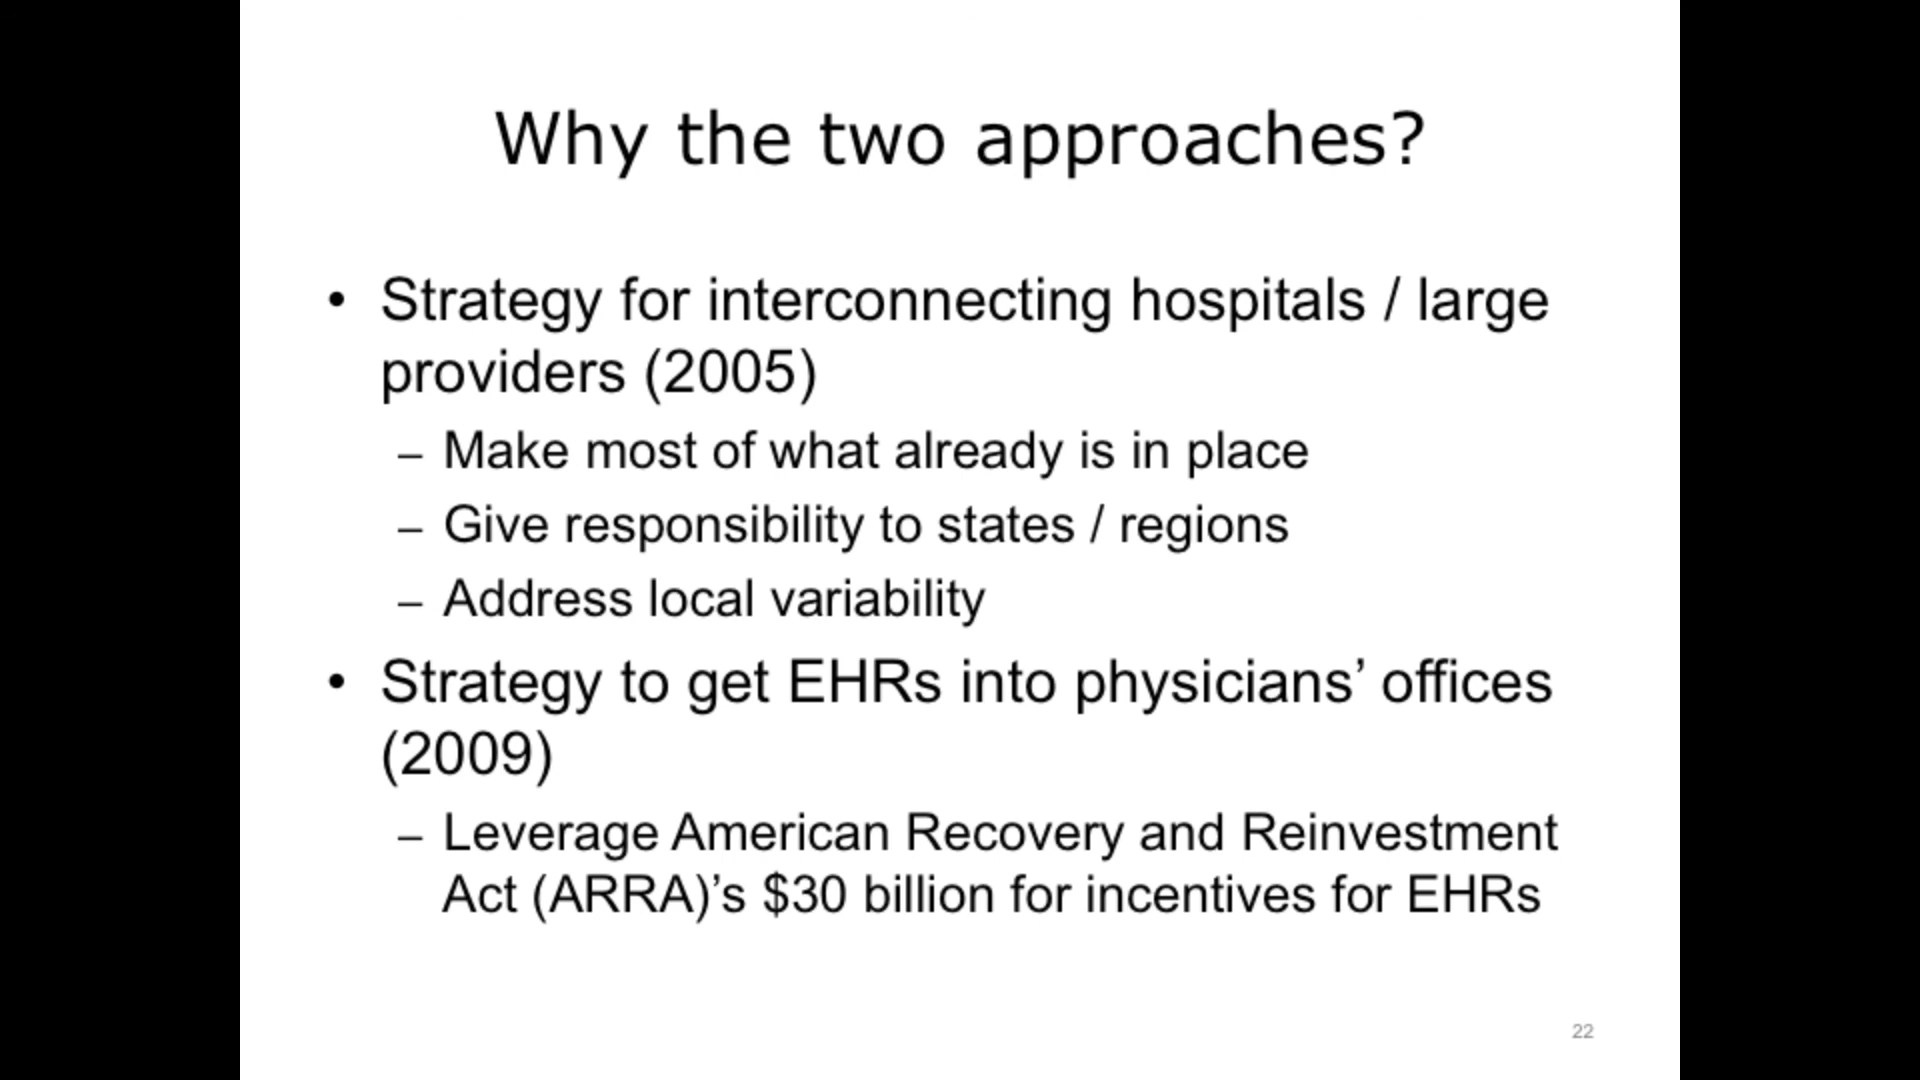 Why the two approaches?
• Strategy for interconnecting hospitals / large
providers (2005)
– Make most of what already is in place
– Give responsibility to states / regions
– Address local variability
• Strategy to get EHRs into physicians’ offices
(2009)
– Leverage American Recovery and Reinvestment
Act (ARRA)’s $30 billion for incentives for EHRs
22